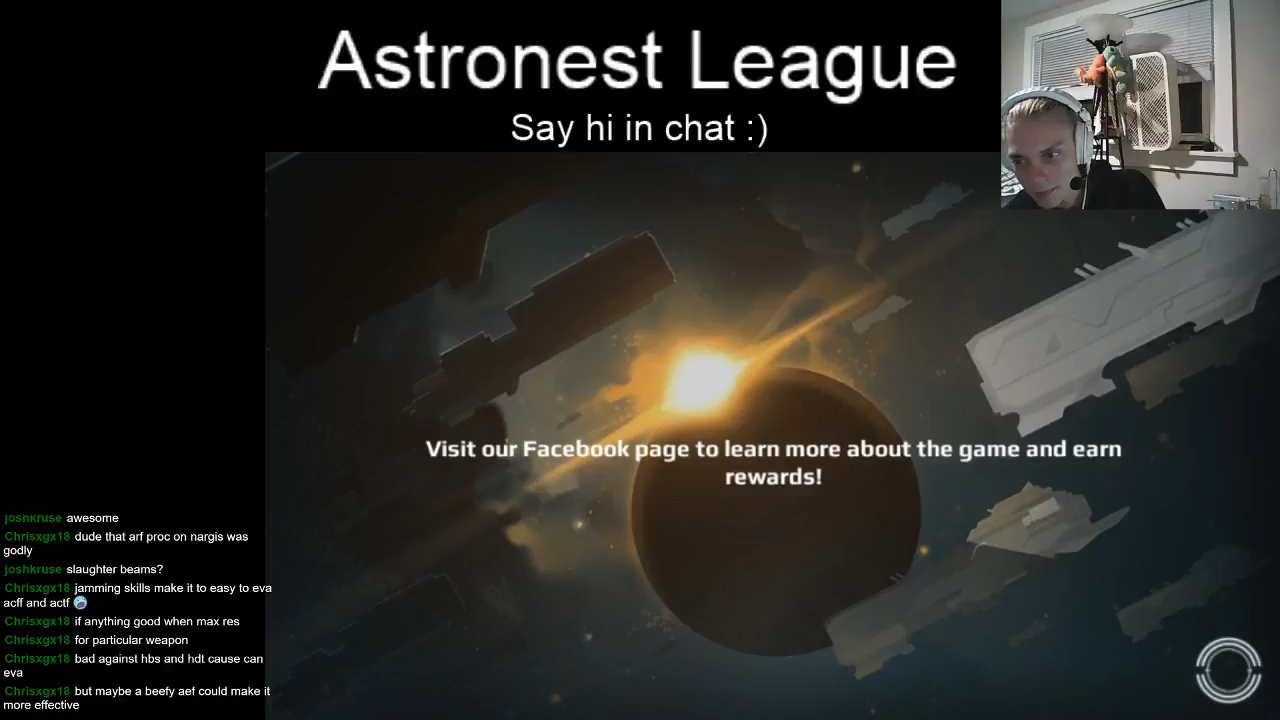 Astronest League
Say hi in chat :)
Visit our Facebook page to learn more about the game and earn
rewards!
joshkruse awesome
Chrisxgx18 dude that arf proc on nargis was
godly
joshkruse slaughter beams?
Chrisxgx18 jamming skills make it to easy to eva
acff and actf
Chrisxgx18 if anything good when max res
Chrisxgx18 for particular weapon
Chrisxgx18 bad against hbs and hdt cause can
eva
Chrisxgx18 but maybe a beefy aef could make it
more effective